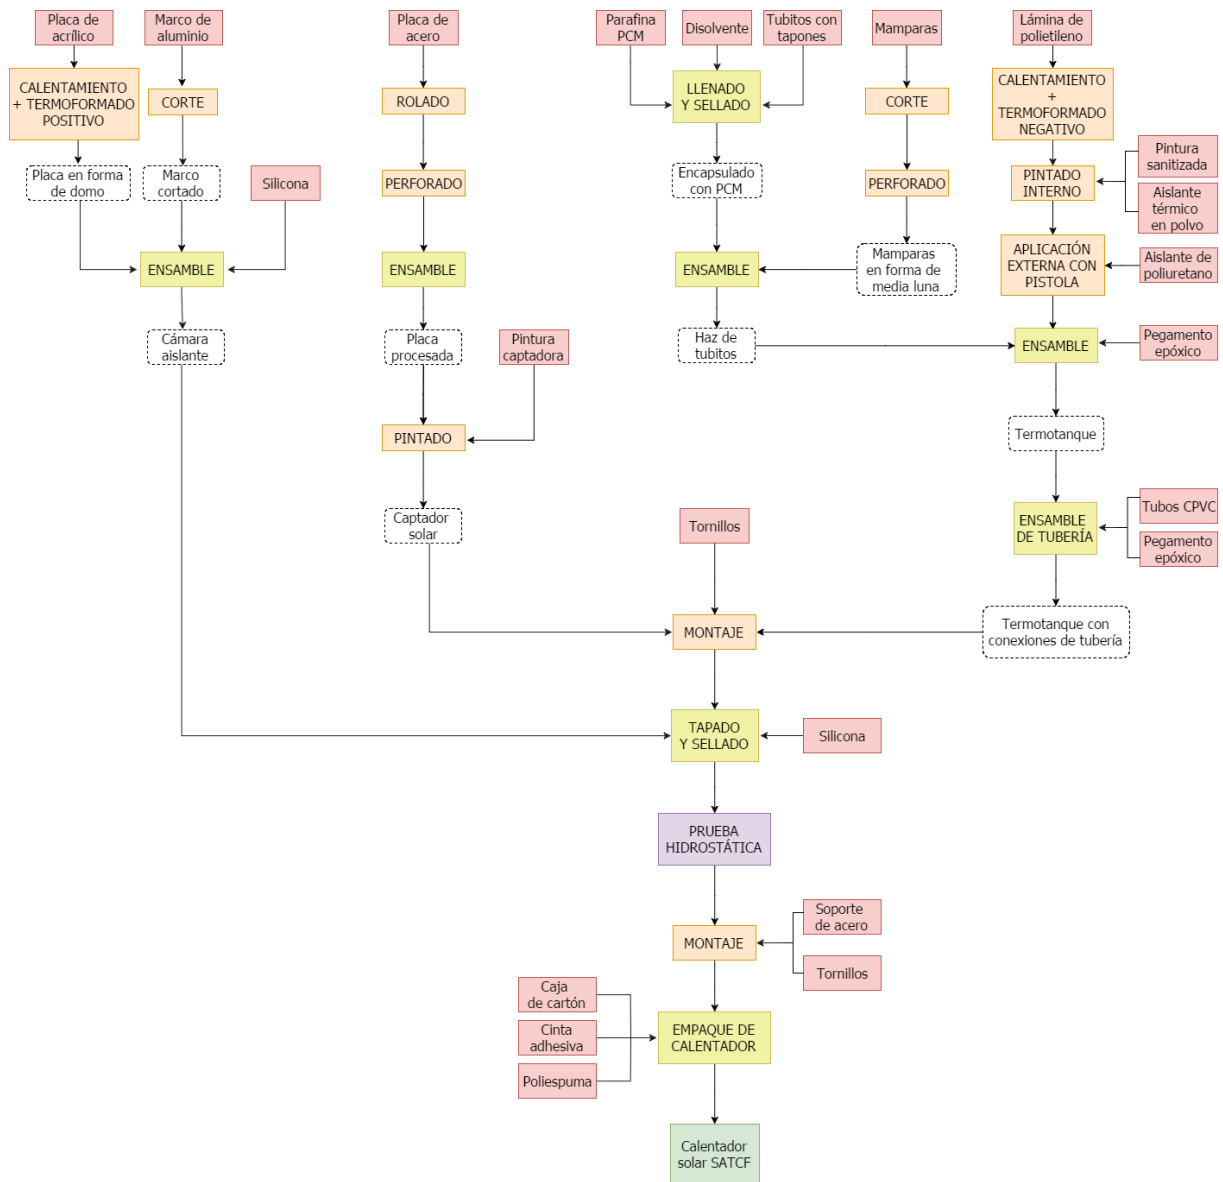 Placa de
acrílico
Marco de
aluminio
Placa de
acero
Parafina
PCM
Disolvente
Tubitos con
tapones
Mamparas
Lámina de
polietileno
CALENTAMIENTO
+ TERMOFORMADO
POSITIVO
CORTE
ROLADO
LLENADO
Y SELLADO
CORTE
CALENTAMIENTO
+
TERMOFORMADO
NEGATIVO
Placa en forma
de domo
Marco
cortado
Silicona
PERFORADO
Encapsulado
con PCM
PERFORADO
PINTADO
INTERNO
Pintura
sanitizada
Aislante
térmico
en polvo
ENSAMBLE
ENSAMBLE
ENSAMBLE
Mamparas
en forma de
media luna
APLICACIÓN
EXTERNA CON
PISTOLA
Aislante de
poliuretano
Cámara
aislante
Placa
procesada
Pintura
captadora
Haz de
tubitos
ENSAMBLE
Pegamento
epóxico
PINTADO
Termotanque
Captador
solar
Tornillos
ENSAMBLE
DE TUBERÍA
Tubos CPVC
Pegamento
epóxico
MONTAJE
Termotanque con
conexiones de tubería
TAPADO
Y SELLADO
Silicona
PRUEBA
HIDROSTÁTICA
MONTAJE
Soporte
de acero
Tornillos
Caja
de cartón
Cinta
adhesiva
Poliespuma
EMPAQUE DE
CALENTADOR
Calentador
solar SATCF